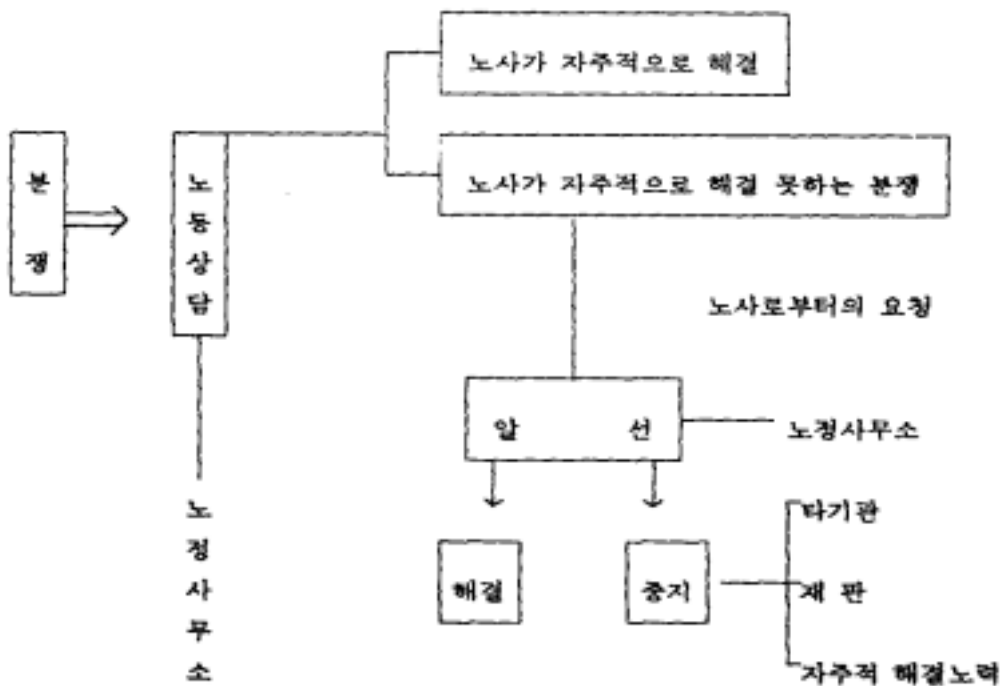 노사가 자주적으로 해결
분쟁
노동상담
노사가 자주적으로 해결 못하는 분쟁
노사로부터의 요청
알 선
노정사무소
노정사무소
타기관
해결
중지
재 판
자주적 해결노력